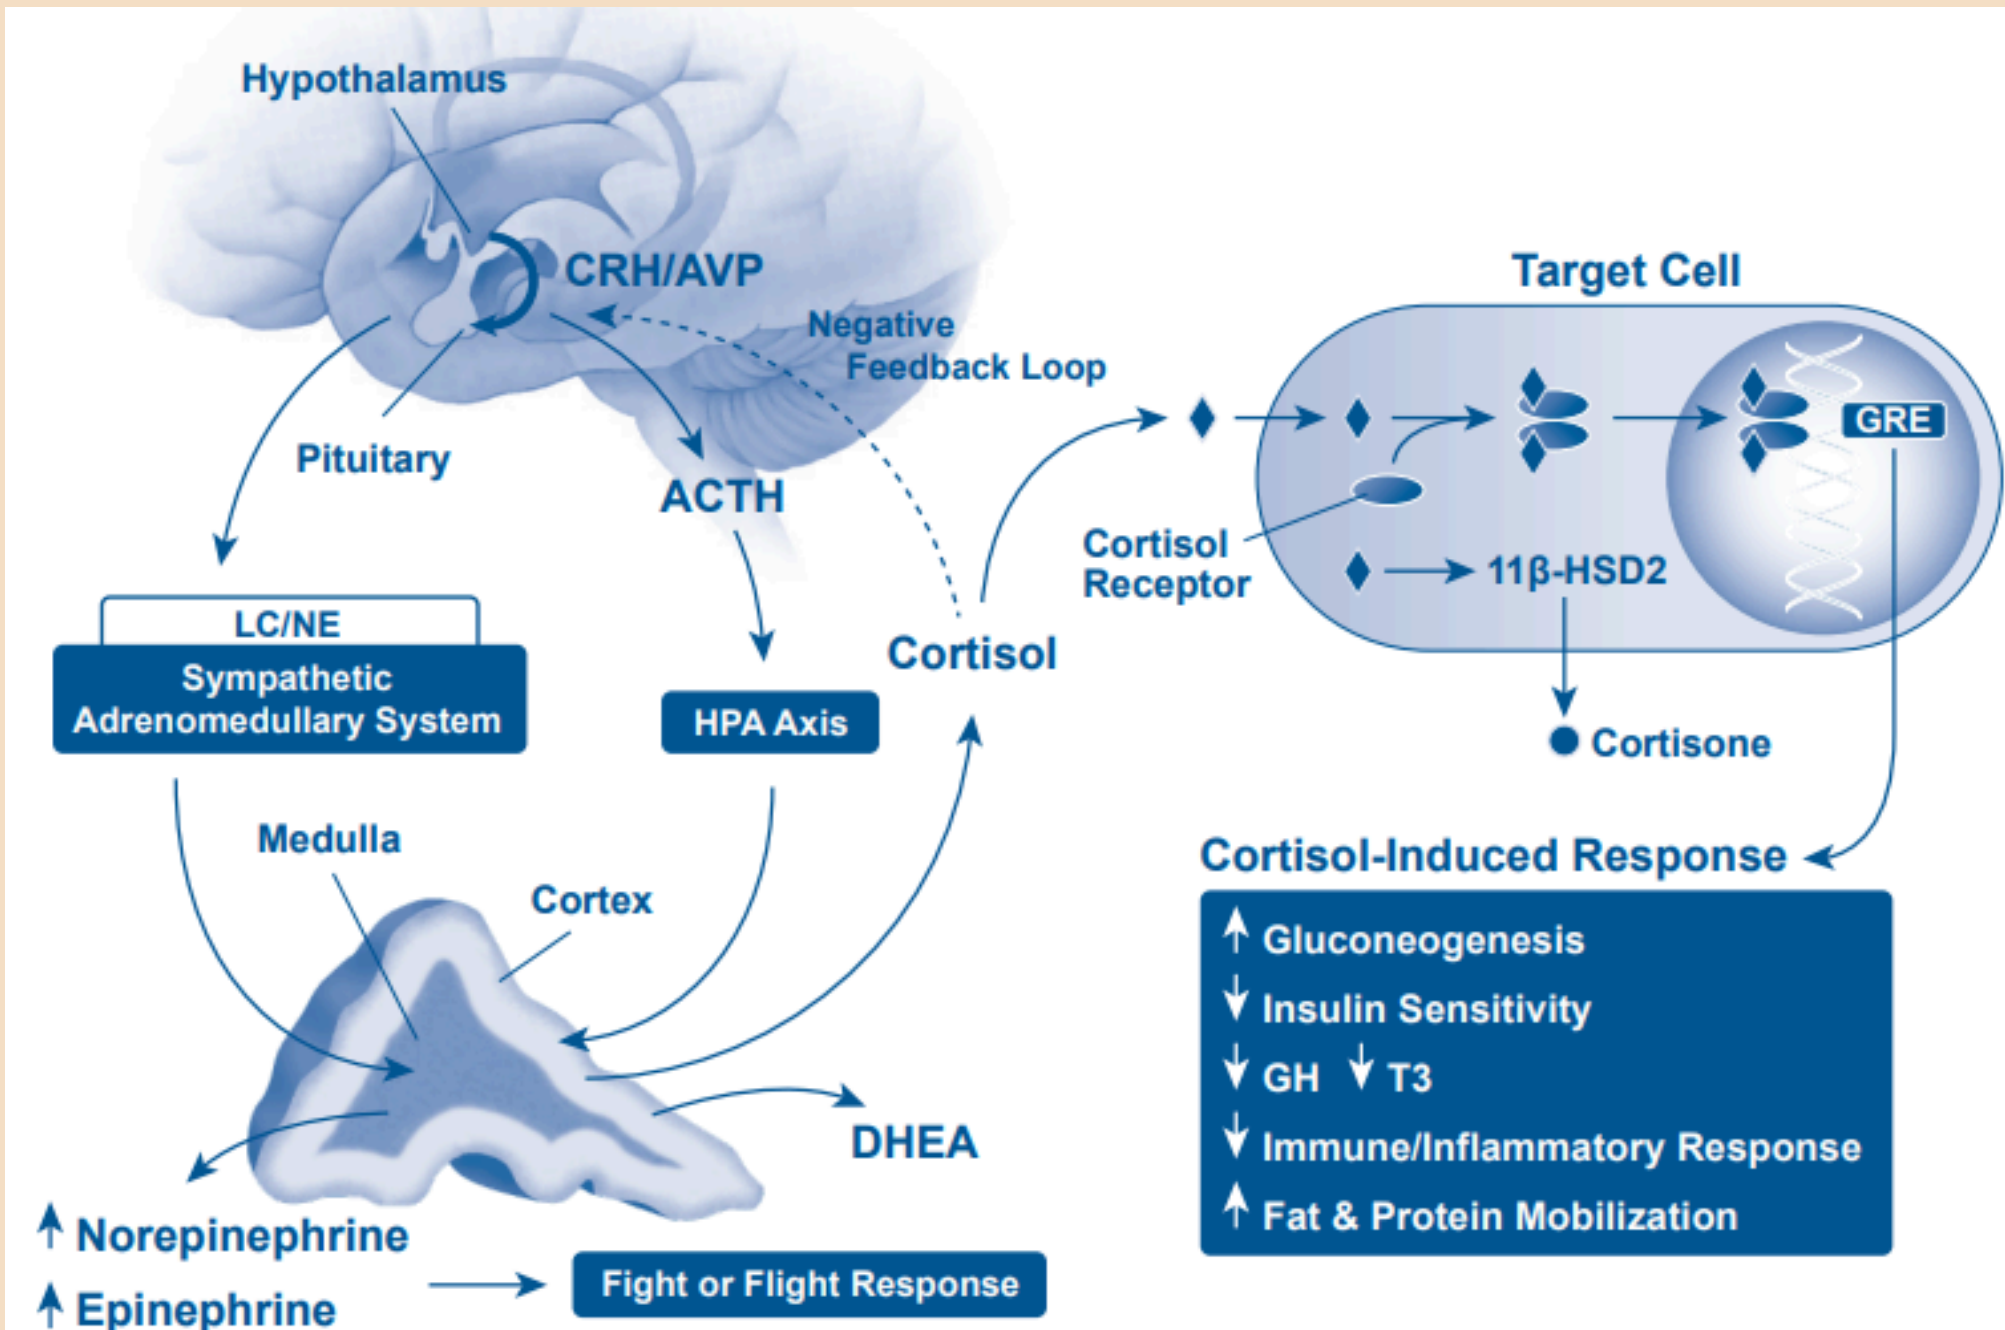 Hypothalamus
CRH/AVP
Negative
Feedback Loop
Pituitary
ACTH
LC/NE
Sympathetic
Adrenomedullary System
HPA Axis
Cortisol
Medulla
Cortex
DHEA
↑ Norepinephrine
↑ Epinephrine
Fight or Flight Response
Target Cell
GRE
Cortisol
Receptor
11β-HSD2
Cortisone
Cortisol-Induced Response
↑ Gluconeogenesis
↓ Insulin Sensitivity
↓ GH ↓ T3
↓ Immune/Inflammatory Response
↑ Fat & Protein Mobilization